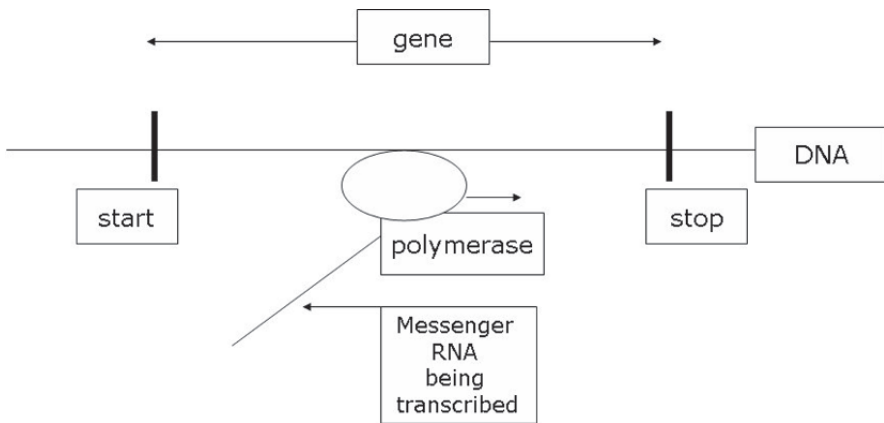 gene
DNA
start
stop
polymerase
Messenger
RNA
being
transcribed